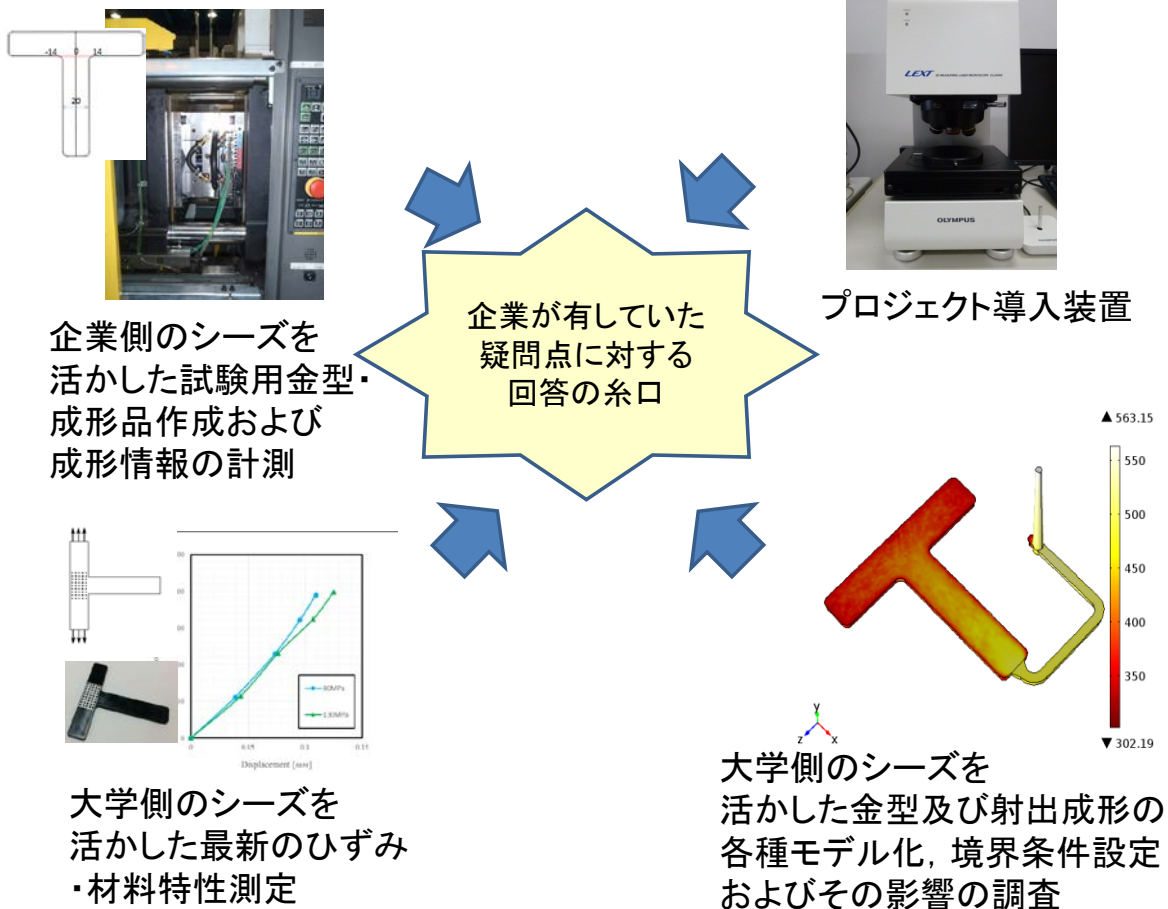 -14 0 14
20
LEXT
OLYMPUS
プロジェクト導入装置
企業側のシーズを
活かした試験用金型・
成形品作成および
成形情報の計測
企業が有していた
疑問点に対する
回答の糸口
▲ 563.15
550
500
450
400
350
▼ 302.19
y
z x
0 0.1 0.15
Displacement [mm]
大学側のシーズを
活かした最新のひずみ
・材料特性測定
大学側のシーズを
活かした金型及び射出成形の
各種モデル化, 境界条件設定
およびその影響の調査